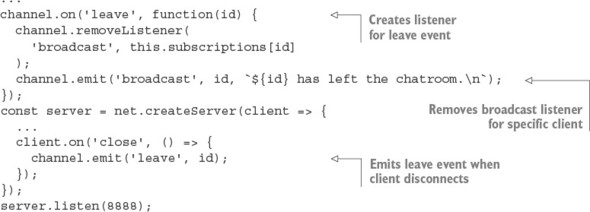 ...
channel.on('leave', function(id) {
  channel.removeListener(
    'broadcast', this.subscriptions[id]
  );
  channel.emit('broadcast', id, `${id} has left the chatroom.\n`);
});
const server = net.createServer(client => {
  ...
  client.on('close', () => {
    channel.emit('leave', id);
  });
});
server.listen(8888);
Creates listener
for leave event
Removes broadcast listener
for specific client
Emits leave event when
client disconnects